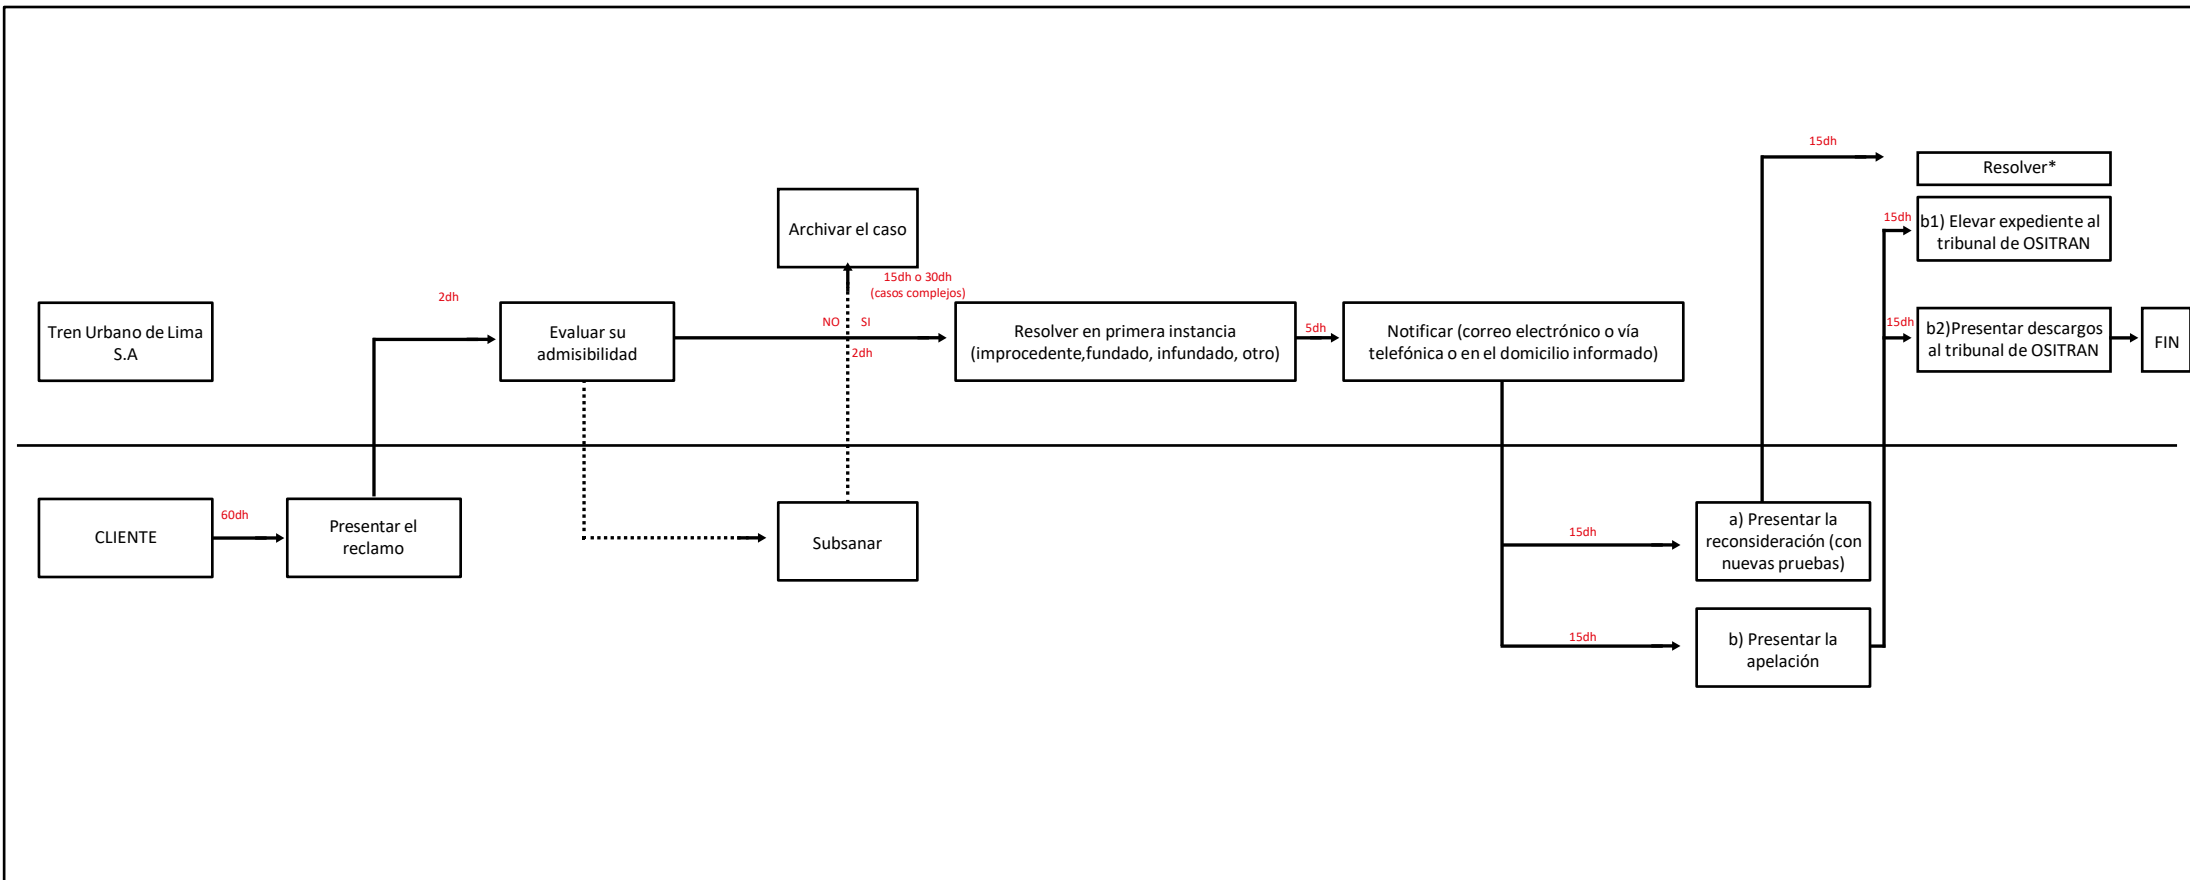 15dh
Resolver*
Archivar el caso
15dh
b1) Elevar expediente al
tribunal de OSITRAN
15dh o 30dh
(casos complejos)
2dh
Tren Urbano de Lima
S.A
Evaluar su
admisibilidad
NO
SI
2dh
Resolver en primera instancia
(improcedente,fundado, infundado, otro)
5dh
Notificar (correo electrónico o vía
telefónica o en el domicilio informado)
15dh
b2)Presentar descargos
al tribunal de OSITRAN
FIN
CLIENTE
60dh
Presentar el
reclamo
Subsanar
15dh
a) Presentar la
reconsideración (con
nuevas pruebas)
15dh
b) Presentar la
apelación